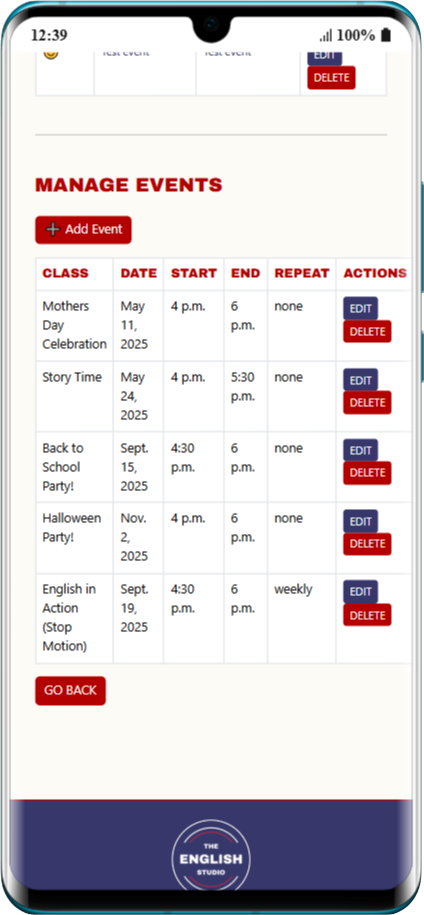 12:39 100%
Test event Test event EDIT
DELETE
MANAGE EVENTS
➕ Add Event
CLASS DATE START END REPEAT ACTIONS
Mothers Day Celebration May 11, 2025 4 p.m. 6 p.m. none EDIT DELETE
Story Time May 24, 2025 4 p.m. 5:30 p.m. none EDIT DELETE
Back to School Party! Sept. 15, 2025 4:30 p.m. 6 p.m. none EDIT DELETE
Halloween Party! Nov. 2, 2025 4 p.m. 6 p.m. none EDIT DELETE
English in Action (Stop Motion) Sept. 19, 2025 4:30 p.m. 6 p.m. weekly EDIT DELETE
GO BACK
THE
ENGLISH
STUDIO